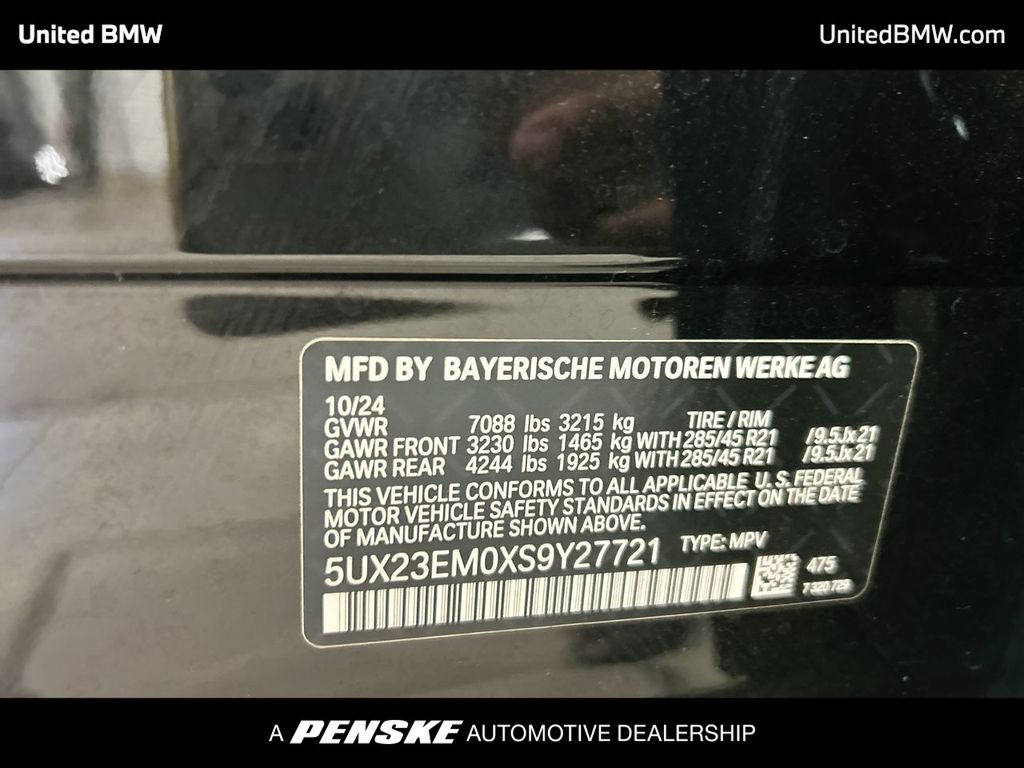 United BMW
UnitedBMW.com
MFD BY BAYERISCHE MOTOREN WERKE AG
10/24
GVWR 7088 lbs 3215 kg TIRE / RIM
GAWR FRONT 3230 lbs 1465 kg WITH 285/45 R21 /9.5Jx21
GAWR REAR 4244 lbs 1925 kg WITH 285/45 R21 /9.5Jx21
THIS VEHICLE CONFORMS TO ALL APPLICABLE U.S. FEDERAL
MOTOR VEHICLE SAFETY STANDARDS IN EFFECT ON THE DATE
OF MANUFACTURE SHOWN ABOVE.
5UX23EM0XS9Y27721 TYPE: MPV
475
7 320 729
A PENSKE AUTOMOTIVE DEALERSHIP